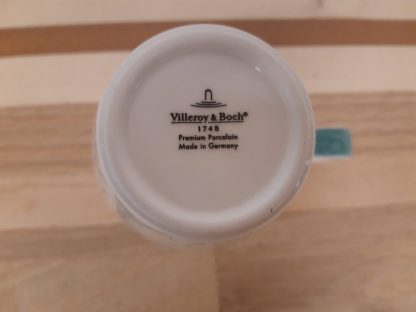 Villeroy & Boch®
1748
Premium Porcelain
Made in Germany